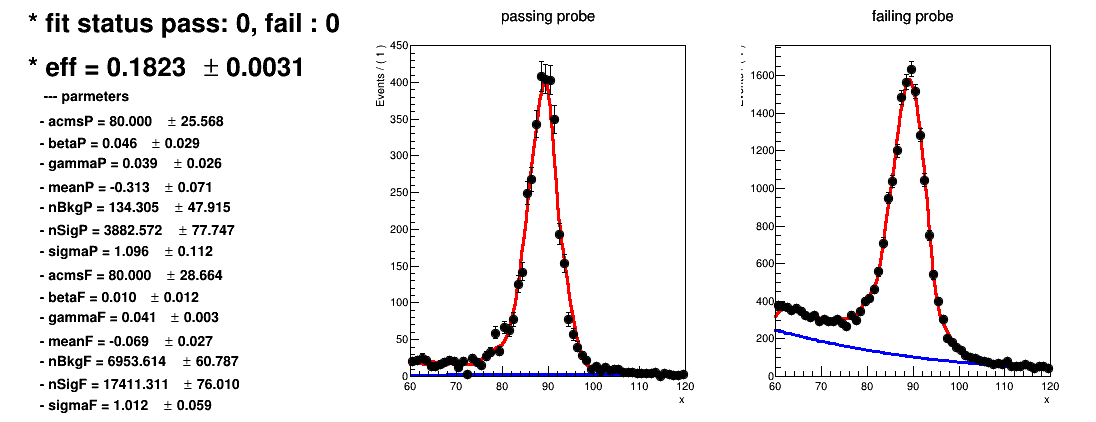 * fit status pass: 0, fail : 0
* eff = 0.1823 ± 0.0031
--- parmeters
- acmsP = 80.000 ± 25.568
- betaP = 0.046 ± 0.029
- gammaP = 0.039 ± 0.026
- meanP = -0.313 ± 0.071
- nBkgP = 134.305 ± 47.915
- nSigP = 3882.572 ± 77.747
- sigmaP = 1.096 ± 0.112
- acmsF = 80.000 ± 28.664
- betaF = 0.010 ± 0.012
- gammaF = 0.041 ± 0.003
- meanF = -0.069 ± 0.027
- nBkgF = 6953.614 ± 60.787
- nSigF = 17411.311 ± 76.010
- sigmaF = 1.012 ± 0.059
passing probe
Events / ( 1 )
450
400
350
300
250
200
150
100
50
0
60 70 80 90 100 110 120
x
failing probe
Events / ( 1 )
1600
1400
1200
1000
800
600
400
200
0
60 70 80 90 100 110 120
x